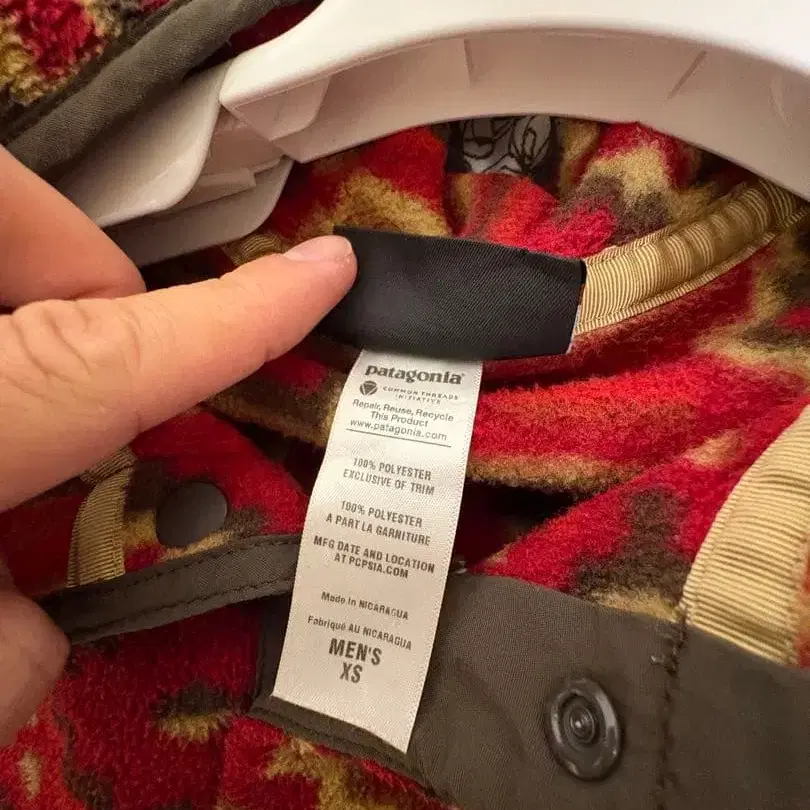 patagonia
COMMON THREADS
INITIATIVE
Repair, Reuse, Recycle
This Product
www.patagonia.com
100% POLYESTER
EXCLUSIVE OF TRIM
100% POLYESTER
A PART LA GARNITURE
MFG DATE AND LOCATION
AT PCPSIA.COM
Made in NICARAGUA
Fabriqué AU NICARAGUA
MEN'S
XS